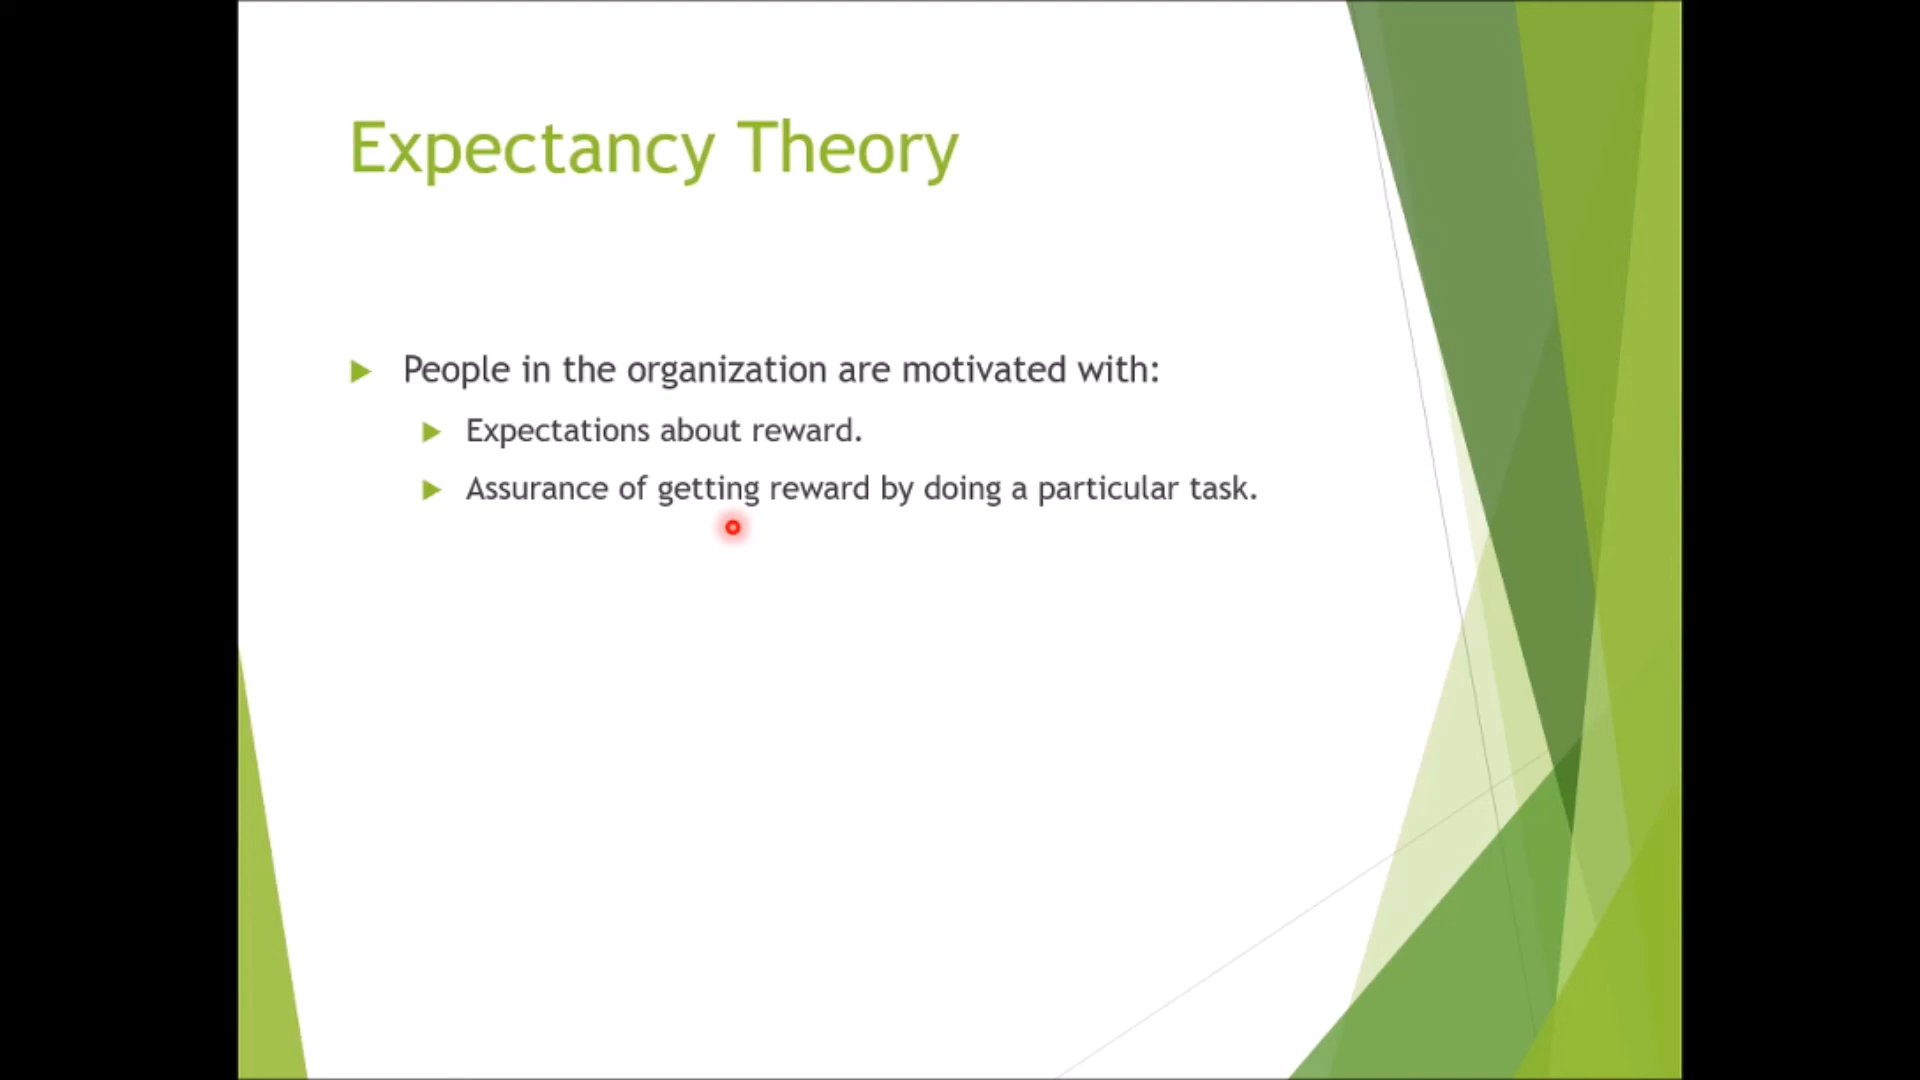 Expectancy Theory
People in the organization are motivated with:
Expectations about reward.
Assurance of getting reward by doing a particular task.